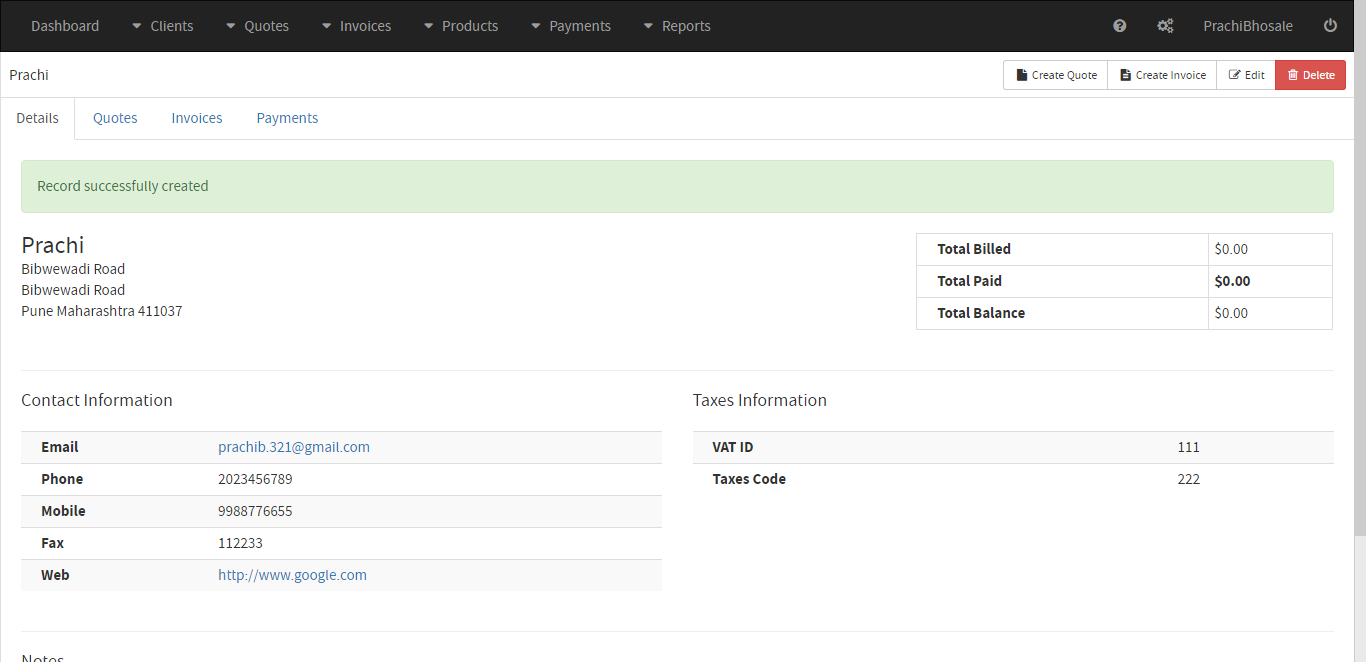 Dashboard Clients Quotes Invoices Products Payments Reports PrachiBhosale
Prachi Create Quote Create Invoice Edit Delete
Details Quotes Invoices Payments
Record successfully created
Prachi
Bibwewadi Road
Bibwewadi Road
Pune Maharashtra 411037
Total Billed $0.00
Total Paid $0.00
Total Balance $0.00
Contact Information
Email prachib.321@gmail.com
Phone 2023456789
Mobile 9988776655
Fax 112233
Web http://www.google.com
Taxes Information
VAT ID 111
Taxes Code 222
Notes